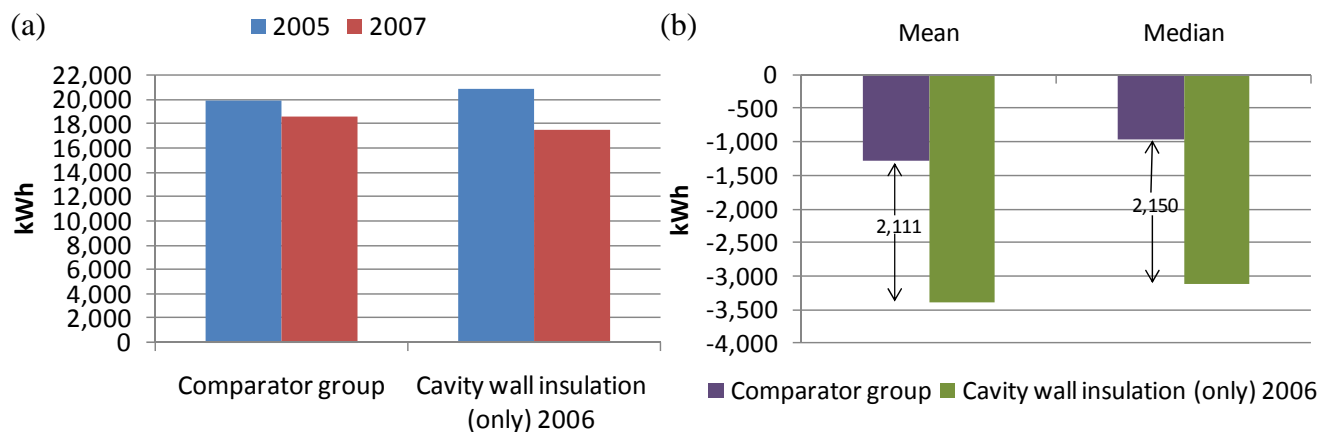 (a)
2005 2007
22,000
20,000
18,000
16,000
14,000
12,000
10,000
8,000
6,000
4,000
2,000
0
kWh
Comparator group
Cavity wall insulation
(only) 2006
(b)
Mean Median
0
-500
-1,000
-1,500
-2,000
-2,500
-3,000
-3,500
-4,000
kWh
2,111
2,150
Comparator group Cavity wall insulation (only) 2006